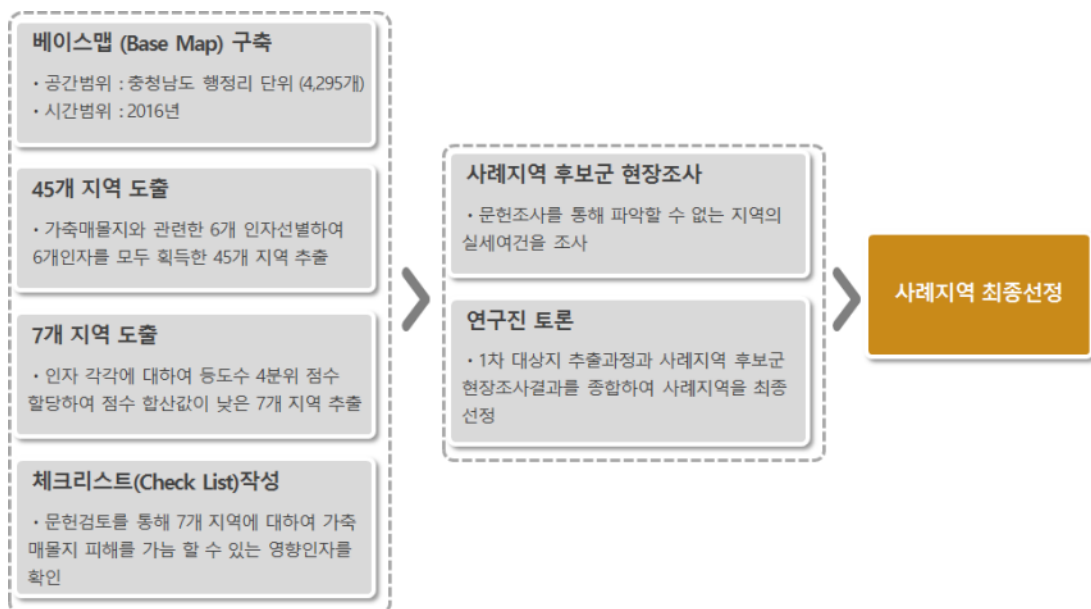 베이스맵 (Base Map) 구축
・공간범위 : 충청남도 행정리 단위 (4,295개)
・시간범위 : 2016년
45개 지역 도출
・가축매몰지와 관련한 6개 인자선별하여
6개인자를 모두 획득한 45개 지역 추출
7개 지역 도출
・인자 각각에 대하여 등도수 4분위 점수
할당하여 점수 합산값이 낮은 7개 지역 추출
체크리스트(Check List)작성
・문헌검토를 통해 7개 지역에 대하여 가축
매몰지 피해를 가늠 할 수 있는 영향인자를
확인
사례지역 후보군 현장조사
・문헌조사를 통해 파악할 수 없는 지역의
실세여건을 조사
연구진 토론
・1차 대상지 추출과정과 사례지역 후보군
현장조사결과를 종합하여 사례지역을 최종
선정
사례지역 최종선정